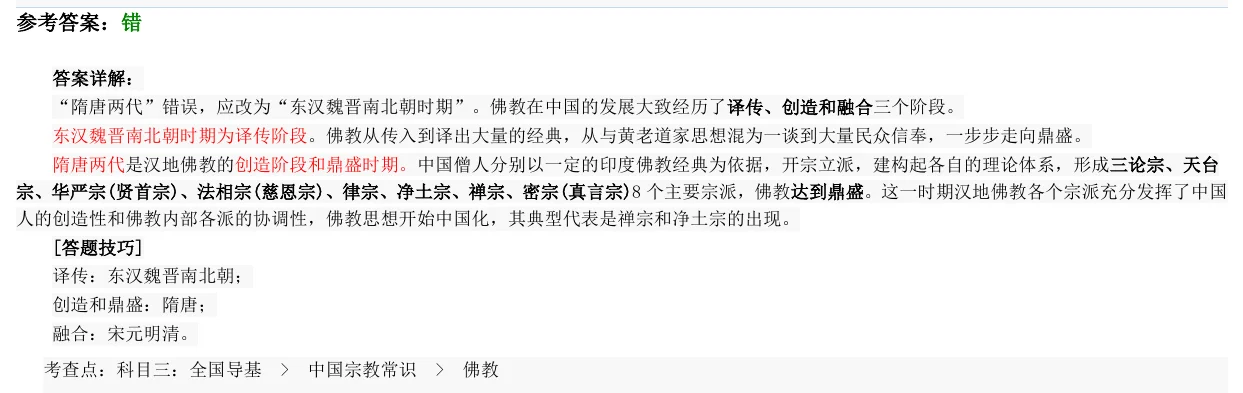 参考答案：错
答案详解：
“隋唐两代”错误，应改为“东汉魏晋南北朝时期”。佛教在中国的发展大致经历了译传、创造和融合三个阶段。
东汉魏晋南北朝时期为译传阶段。佛教从传入到译出大量的经典，从与黄老道家思想混为一谈到大量民众信奉，一步步走向鼎盛。
隋唐两代是汉地佛教的创造阶段和鼎盛时期。中国僧人分别以一定的印度佛教经典为依据，开宗立派，建构起各自的理论体系，形成三论宗、天台
宗、华严宗(贤首宗)、法相宗(慈恩宗)、律宗、净土宗、禅宗、密宗(真言宗)8 个主要宗派，佛教达到鼎盛。这一时期汉地佛教各个宗派充分发挥了中国
人的创造性和佛教内部各派的协调性，佛教思想开始中国化，其典型代表是禅宗和净土宗的出现。
[答题技巧]
译传：东汉魏晋南北朝；
创造和鼎盛：隋唐；
融合：宋元明清。
考查点：科目三：全国导基 > 中国宗教常识 > 佛教